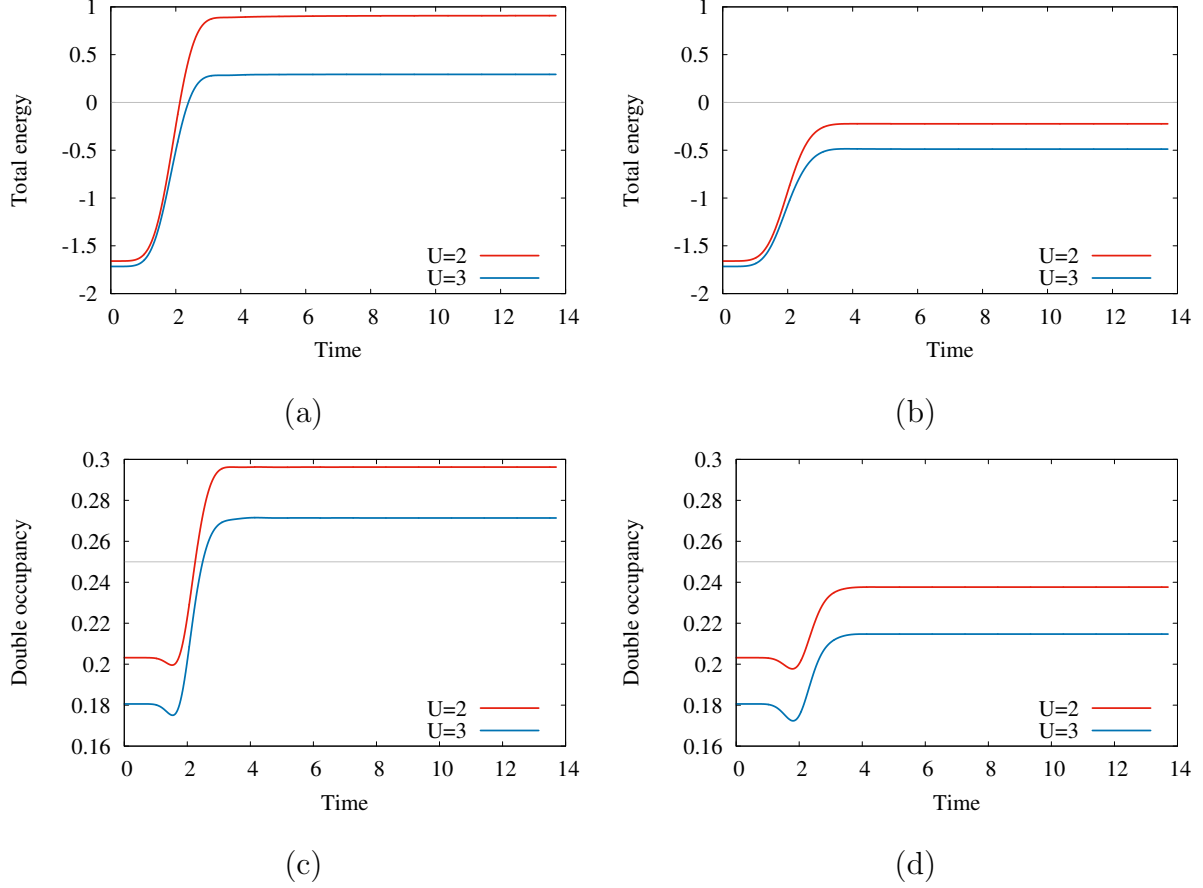 1
0.5
0
-0.5
-1
-1.5
-2
Total energy
U=2
U=3
0 2 4 6 8 10 12 14
Time
(a)
1
0.5
0
-0.5
-1
-1.5
-2
Total energy
U=2
U=3
0 2 4 6 8 10 12 14
Time
(b)
0.3
0.28
0.26
0.24
0.22
0.2
0.18
0.16
Double occupancy
U=2
U=3
0 2 4 6 8 10 12 14
Time
(c)
0.3
0.28
0.26
0.24
0.22
0.2
0.18
0.16
Double occupancy
U=2
U=3
0 2 4 6 8 10 12 14
Time
(d)